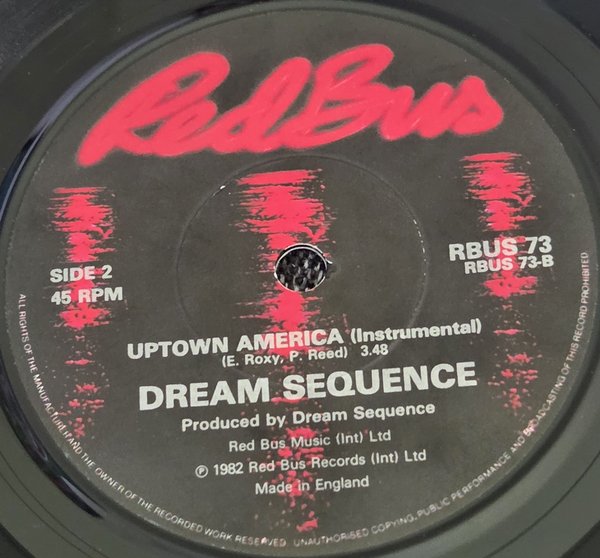 Red Bus
SIDE 2
45 RPM
RBUS 73
RBUS 73-B
UPTOWN AMERICA (Instrumental)
(E. Roxy, P. Reed) 3.48
DREAM SEQUENCE
Produced by Dream Sequence
Red Bus Music (Int) Ltd
℗ 1982 Red Bus Records (Int) Ltd
Made in England
ALL RIGHTS OF THE MANUFACTURER AND THE OWNER OF THE RECORDED WORK RESERVED. UNAUTHORISED COPYING, PUBLIC PERFORMANCE AND BROADCASTING OF THIS RECORD PROHIBITED